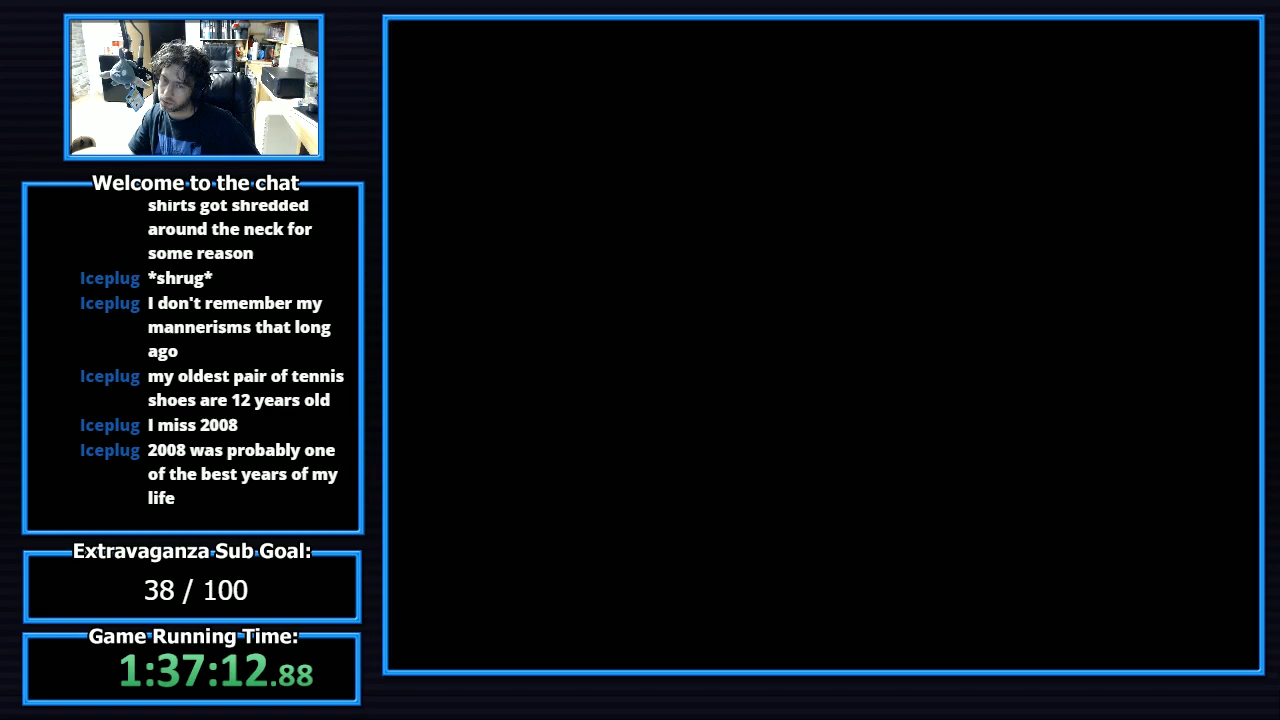 Welcome to the chat
shirts got shredded
around the neck for
some reason
Iceplug *shrug*
Iceplug I don't remember my
mannerisms that long
ago
Iceplug my oldest pair of tennis
shoes are 12 years old
Iceplug I miss 2008
Iceplug 2008 was probably one
of the best years of my
life
Extravaganza Sub Goal:
38 / 100
Game Running Time:
1:37:12.88